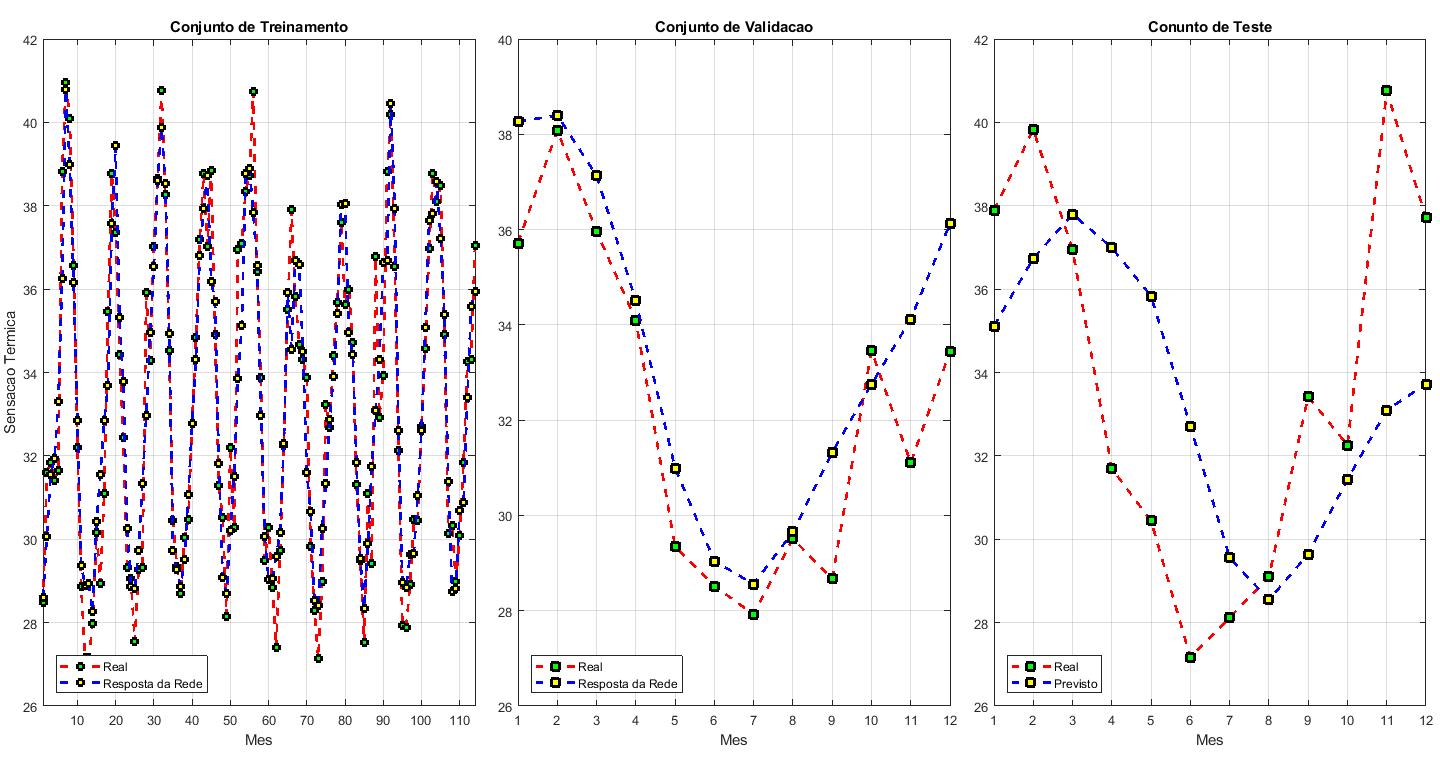 Conjunto de Treinamento
42
40
38
36
34
32
30
28
26
Sensacao Termica
10 20 30 40 50 60 70 80 90 100 110
Mes
Real
Resposta da Rede
Conjunto de Validacao
40
38
36
34
32
30
28
26
1 2 3 4 5 6 7 8 9 10 11 12
Mes
Real
Resposta da Rede
Conunto de Teste
42
40
38
36
34
32
30
28
26
1 2 3 4 5 6 7 8 9 10 11 12
Mes
Real
Previsto